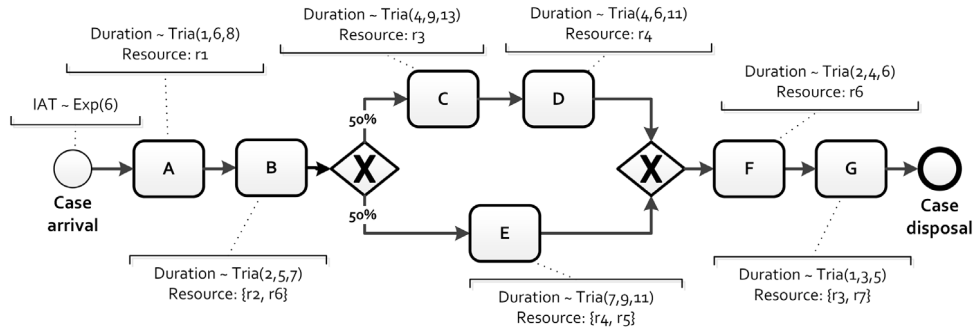 Duration ~ Tria(1,6,8)
Resource: r1
Duration ~ Tria(4,9,13)
Resource: r3
Duration ~ Tria(4,6,11)
Resource: r4
Duration ~ Tria(2,4,6)
Resource: r6
IAT ~ Exp(6)
C
D
50%
A
B
X
X
F
G
Case
arrival
Case
disposal
50%
E
Duration ~ Tria(2,5,7)
Resource: {r2, r6}
Duration ~ Tria(7,9,11)
Resource: {r4, r5}
Duration ~ Tria(1,3,5)
Resource: {r3, r7}